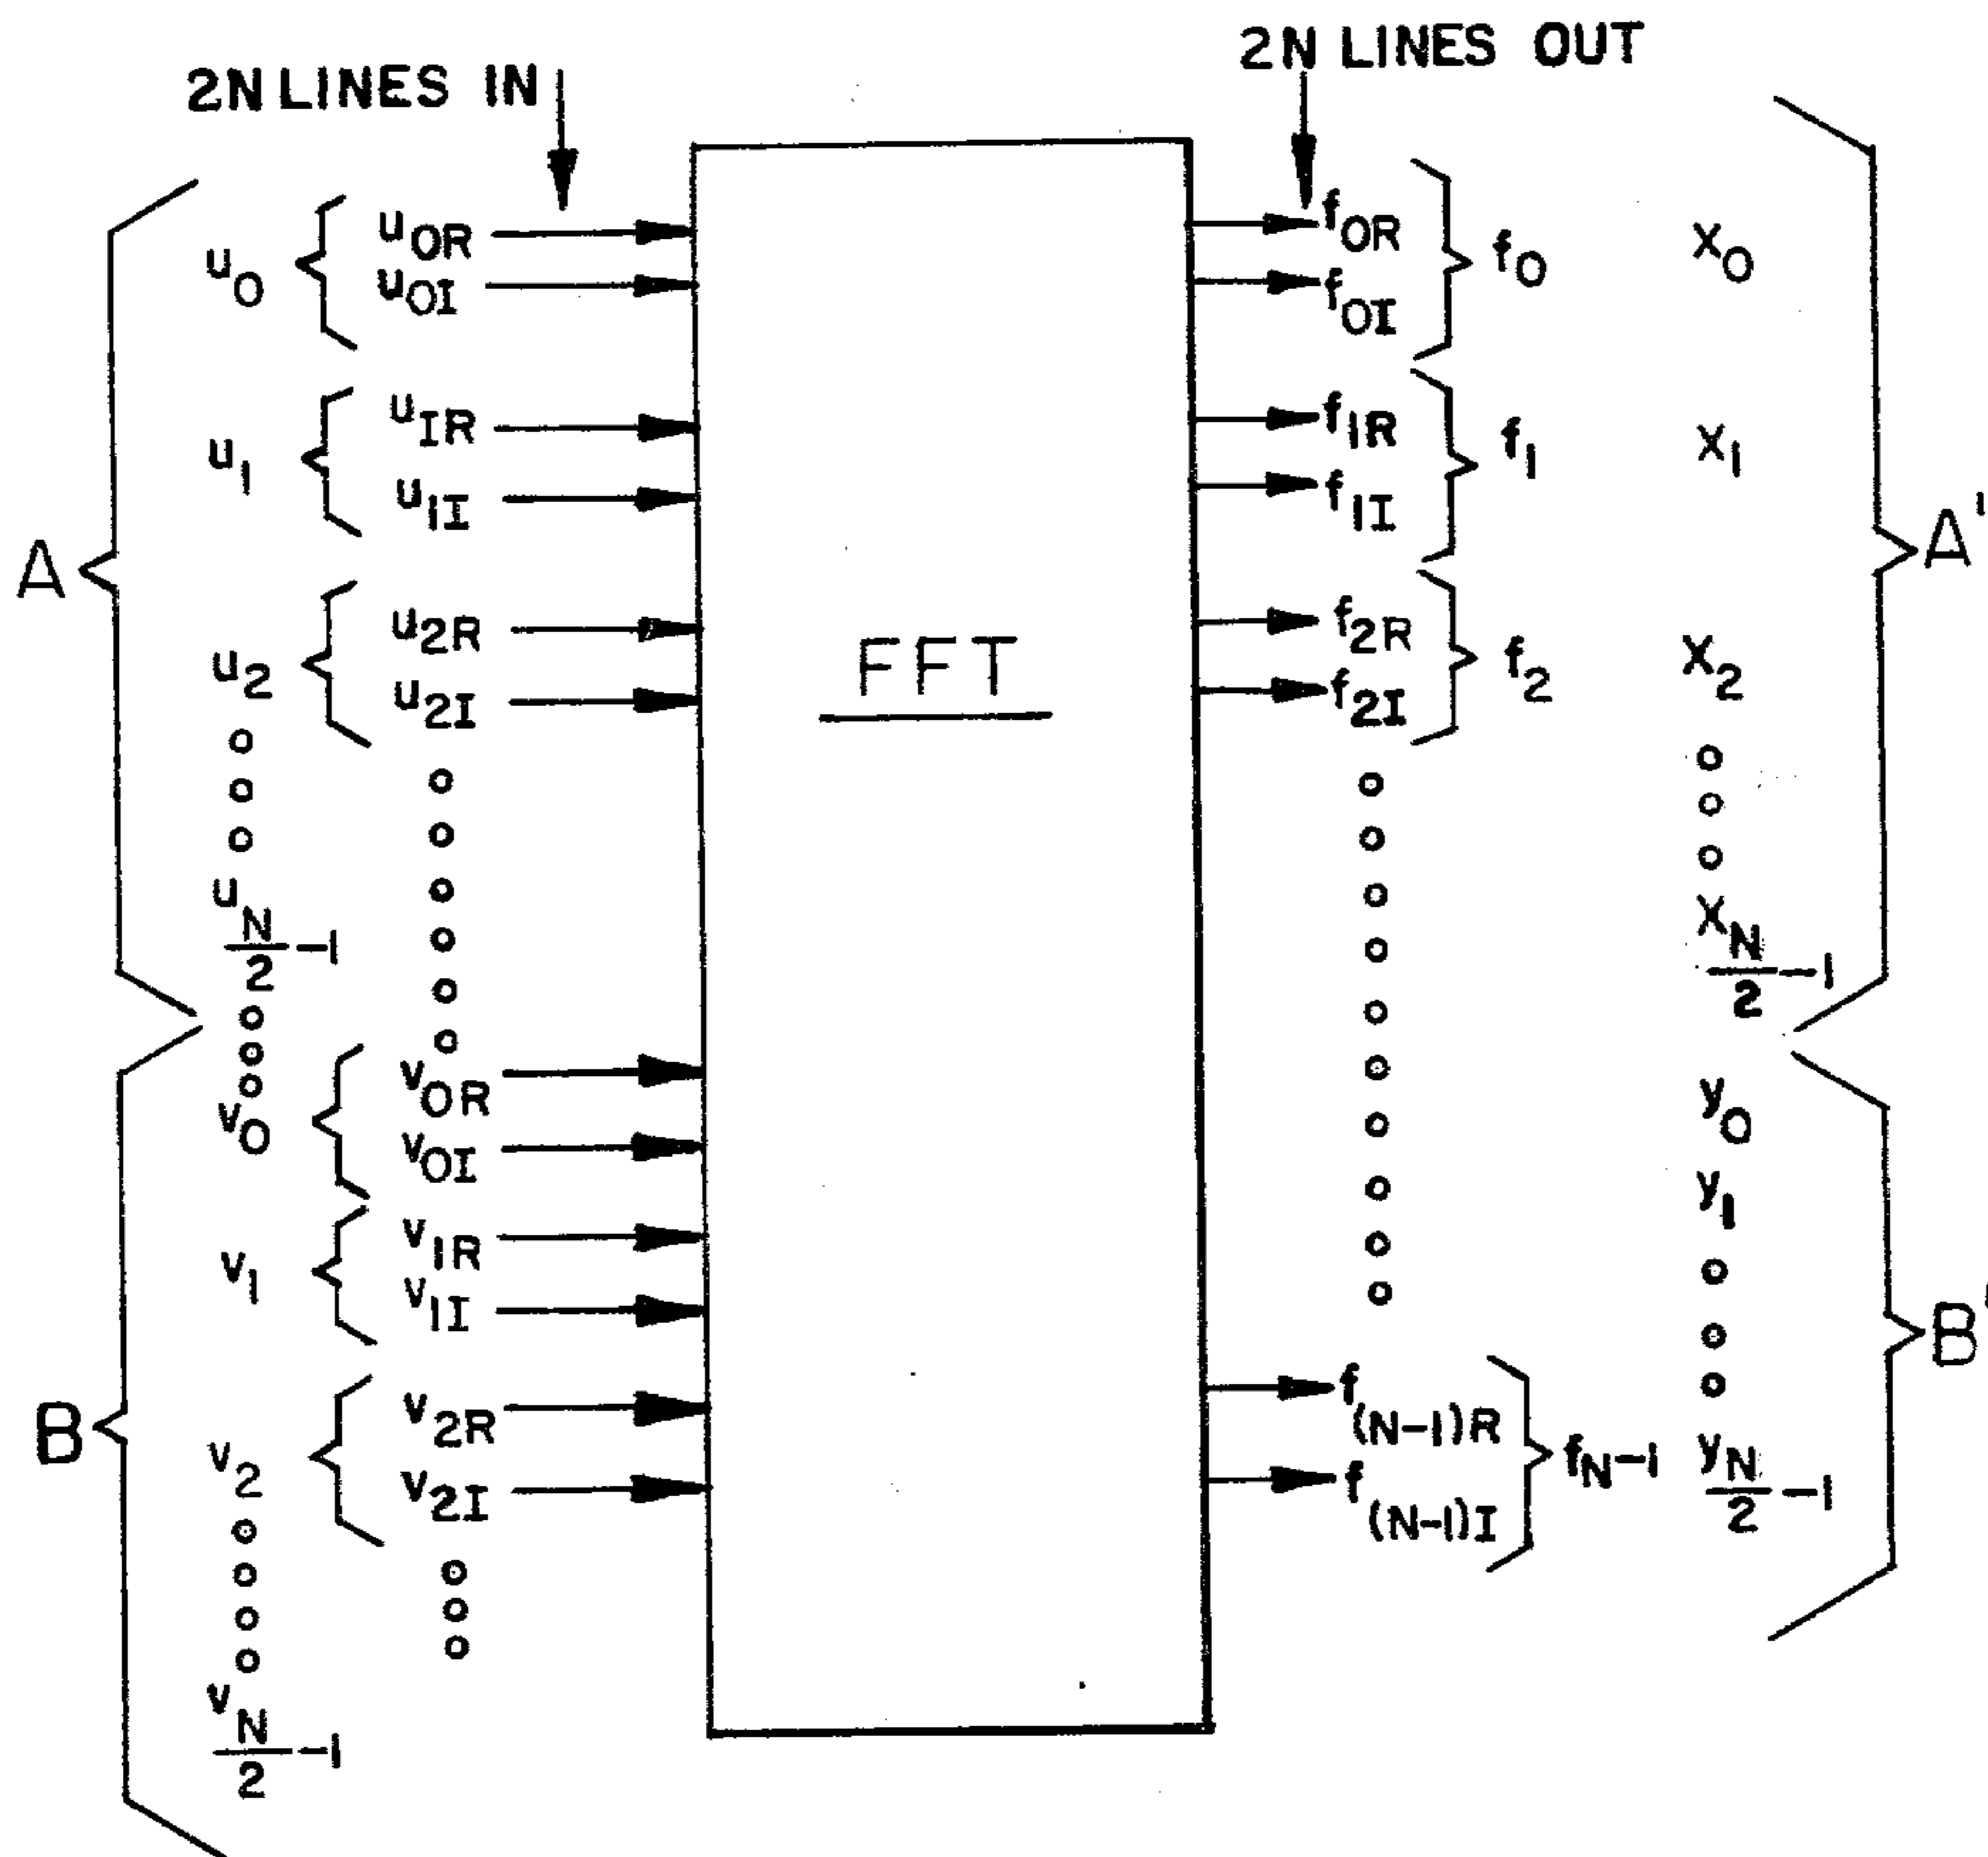 2N LINES IN
2N LINES OUT
A
u0
u0R
u0I
u1
uIR
u1I
u2
u2R
u2I
uN/2-1
B
v0
v0R
v0I
v1
v1R
v1I
v2
v2R
v2I
vN/2-1
FFT
f0R
f0I
f0
f1R
f1I
f1
f2R
f2I
f2
f(N-1)R
f(N-1)I
fN-1
x0
x1
x2
xN/2-1
A'
y0
y1
yN/2-1
B'